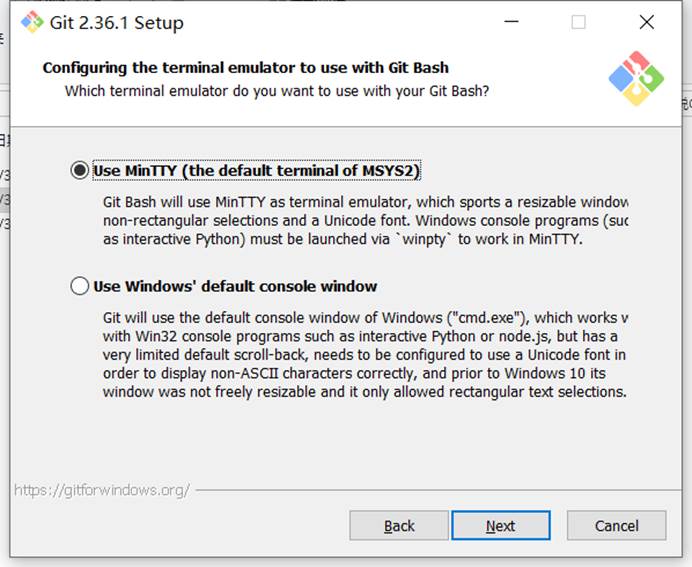 Git 2.36.1 Setup
Configuring the terminal emulator to use with Git Bash
Which terminal emulator do you want to use with your Git Bash?
Use MinTTY (the default terminal of MSYS2)
Git Bash will use MinTTY as terminal emulator, which sports a resizable window
non-rectangular selections and a Unicode font. Windows console programs (suc
as interactive Python) must be launched via `winpty` to work in MinTTY.
Use Windows' default console window
Git will use the default console window of Windows ("cmd.exe"), which works w
with Win32 console programs such as interactive Python or node.js, but has a
very limited default scroll-back, needs to be configured to use a Unicode font in
order to display non-ASCII characters correctly, and prior to Windows 10 its
window was not freely resizable and it only allowed rectangular text selections.
https://gitforwindows.org/
Back
Next
Cancel